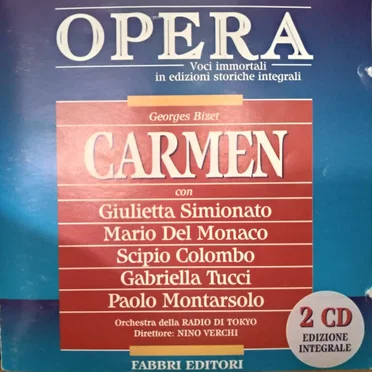 OPERA
Voci immortali
in edizioni storiche integrali
Georges Bizet
CARMEN
con
Giulietta Simionato
Mario Del Monaco
Scipio Colombo
Gabriella Tucci
Paolo Montarsolo
Orchestra della RADIO DI TOKYO
Direttore: NINO VERCHI
2 CD
EDIZIONE
INTEGRALE
FABBRI EDITORI